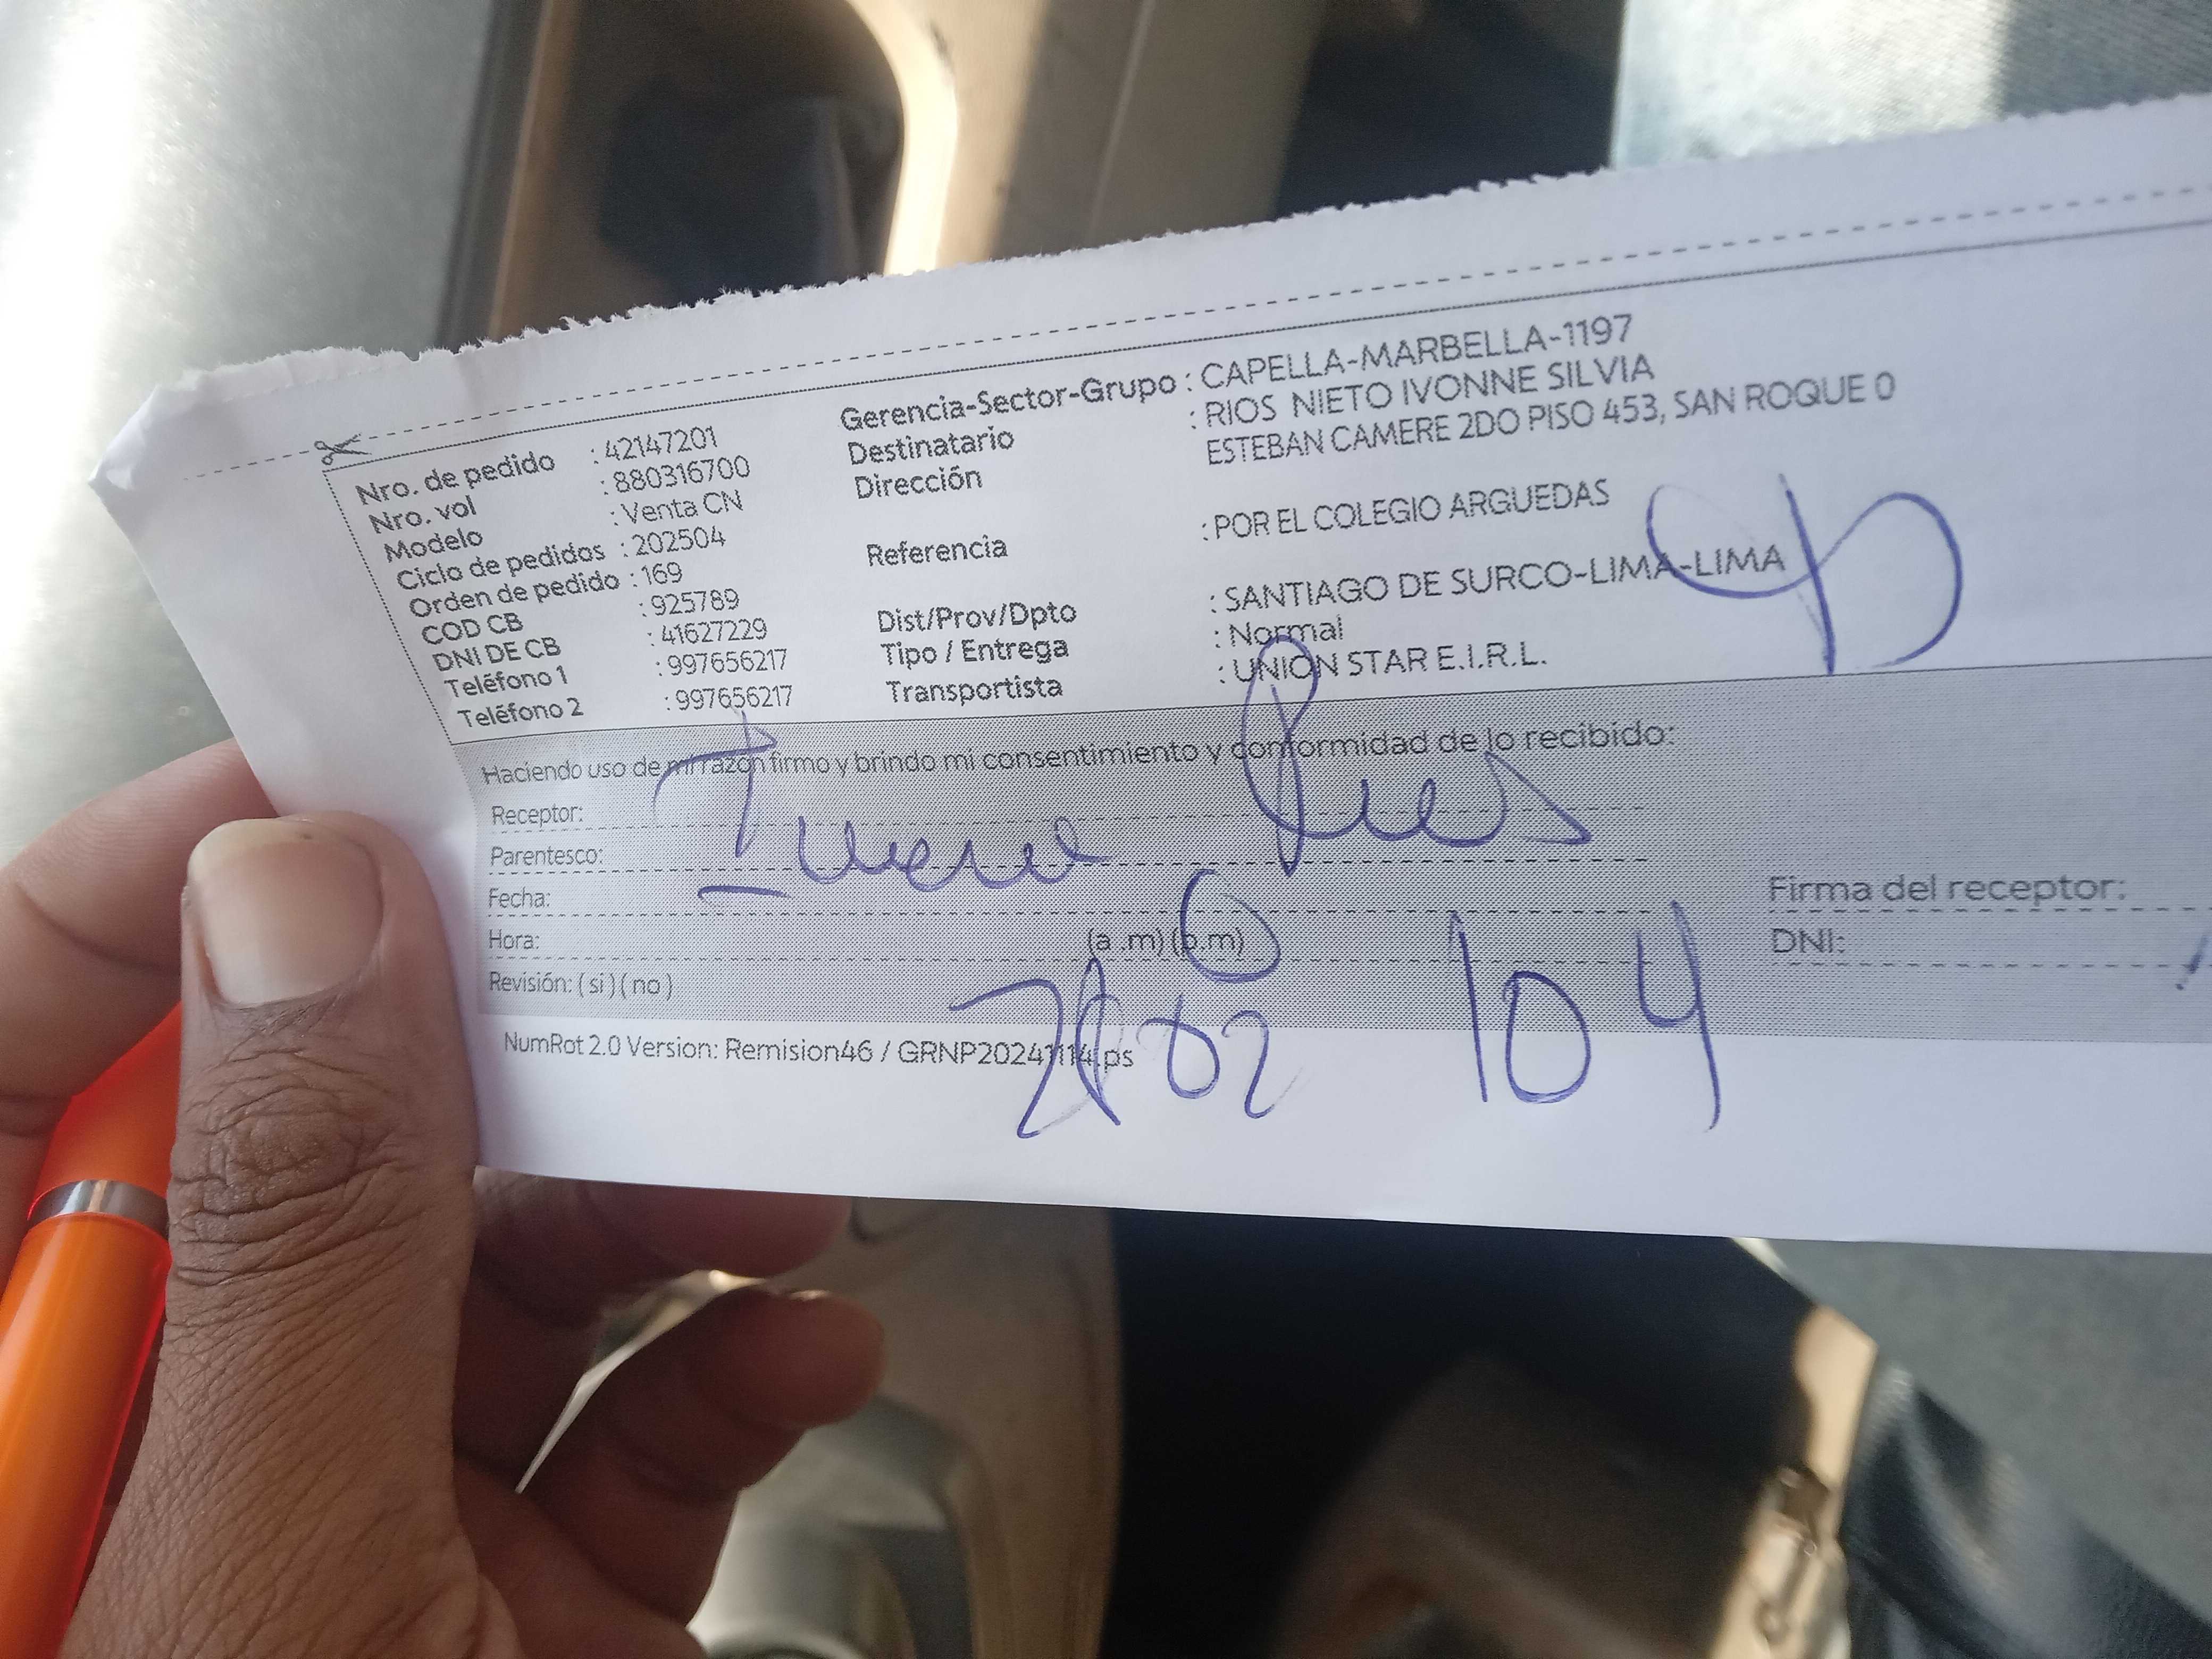 Nro. de pedido : 42147201
Nro. vol : 880316700
Modelo : Venta CN
Ciclo de pedidos : 202504
Orden de pedido : 169
COD CB : 925789
DNI DE CB : 41627229
Teléfono 1 : 997656217
Teléfono 2 : 997656217
Gerencia-Sector-Grupo : CAPELLA-MARBELLA-1197
Destinatario : RIOS NIETO IVONNE SILVIA
Dirección ESTEBAN CAMERE 2DO PISO 453, SAN ROQUE 0
Referencia : POR EL COLEGIO ARGUEDAS
Dist/Prov/Dpto : SANTIAGO DE SURCO-LIMA-LIMA
Tipo / Entrega : Normal
Transportista : UNION STAR E.I.R.L.
Haciendo uso de mi razón firmo y brindo mi consentimiento y conformidad de lo recibido:
Receptor:
Parentesco:
Fecha:
Hora: (a .m) (p.m)
Revisión: ( si ) ( no )
Firma del receptor:
DNI:
104
NumRot 2.0 Version: Remision46 / GRNP20241114.ps